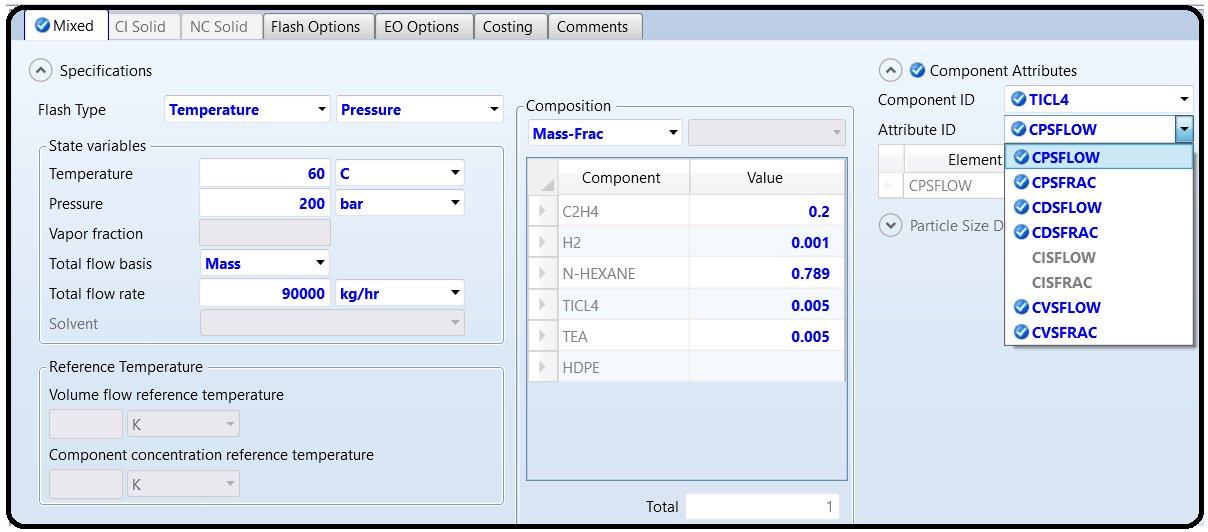 Mixed CI Solid NC Solid Flash Options EO Options Costing Comments
Specifications
Flash Type Temperature Pressure
State variables
Temperature 60 C
Pressure 200 bar
Vapor fraction
Total flow basis Mass
Total flow rate 90000 kg/hr
Solvent
Reference Temperature
Volume flow reference temperature
K
Component concentration reference temperature
K
Composition
Mass-Frac
Component Value
C2H4 0.2
H2 0.001
N-HEXANE 0.789
TICL4 0.005
TEA 0.005
HDPE
Total 1
Component Attributes
Component ID TICL4
Attribute ID CPSFLOW
Element
CPSFLOW
Particle Size D
CPSFLOW
CPSFRAC
CDSFLOW
CDSFRAC
CISFLOW
CISFRAC
CVSFLOW
CVSFRAC